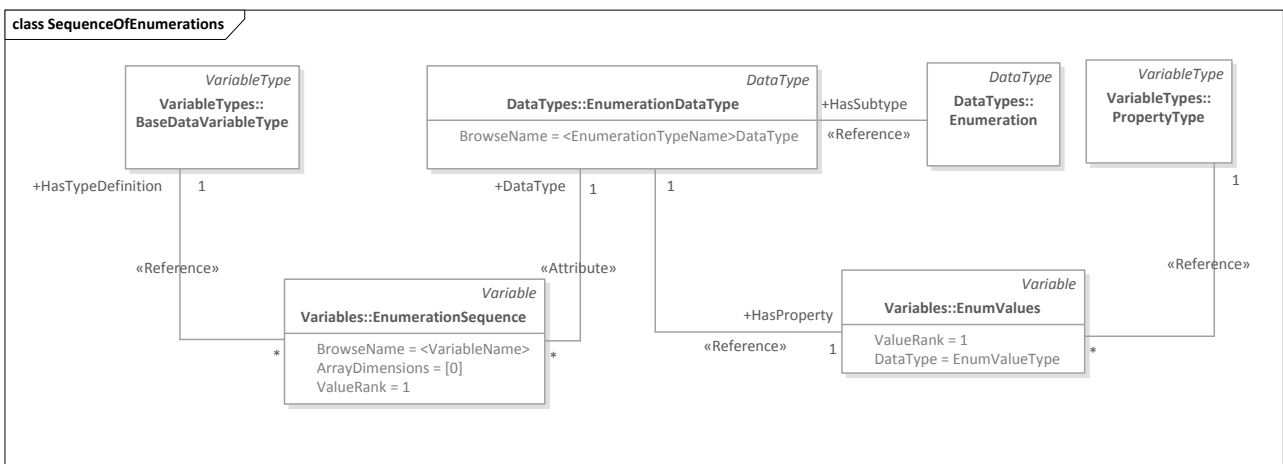 class SequenceOfEnumerations
VariableType
VariableTypes::
BaseDataVariableType
DataType
DataTypes::EnumerationDataType
BrowseName = <EnumerationTypeName>DataType
+HasSubtype
«Reference»
DataType
DataTypes::
Enumeration
VariableType
VariableTypes::
PropertyType
+HasTypeDefinition
1
+DataType
1
1
1
«Reference»
«Attribute»
«Reference»
Variable
Variables::EnumerationSequence
BrowseName = <VariableName>
ArrayDimensions = [0]
ValueRank = 1
*
*
+HasProperty
«Reference»
1
Variable
Variables::EnumValues
ValueRank = 1
DataType = EnumValueType
*